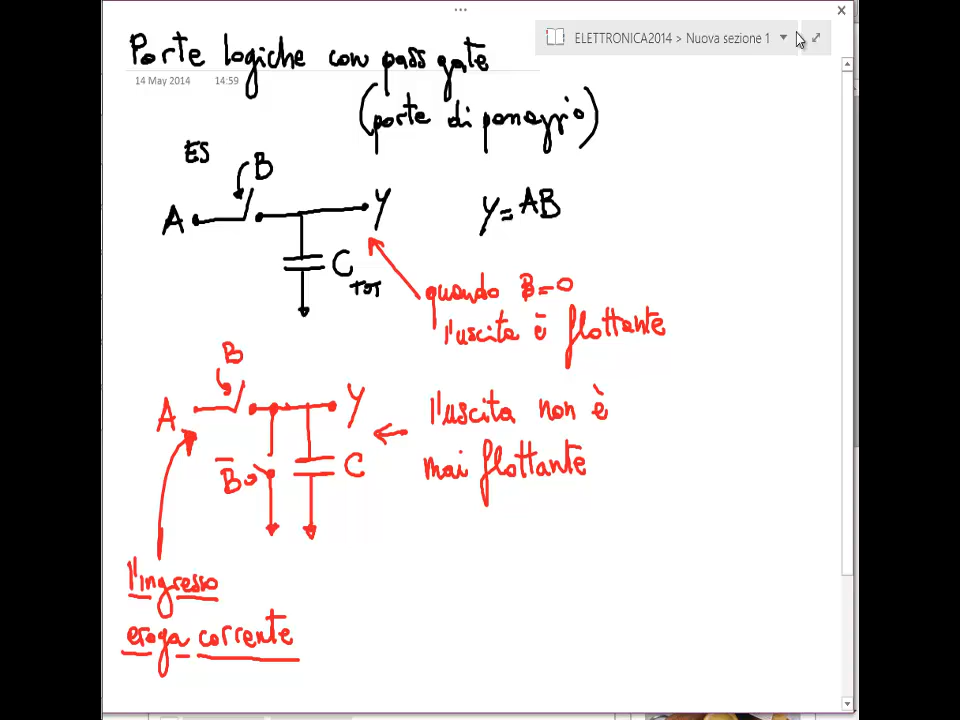 ELETTRONICA2014 > Nuova sezione 1
Porte logiche con pass gate
14 May 2014 14:59
(porte di passaggio)
ES
B
A
Y
Y = AB
C TOT
quando B=0
l'uscita è flottante
B
A
Y
l'uscita non è
mai flottante
B̅
C
l'ingresso
eroga corrente